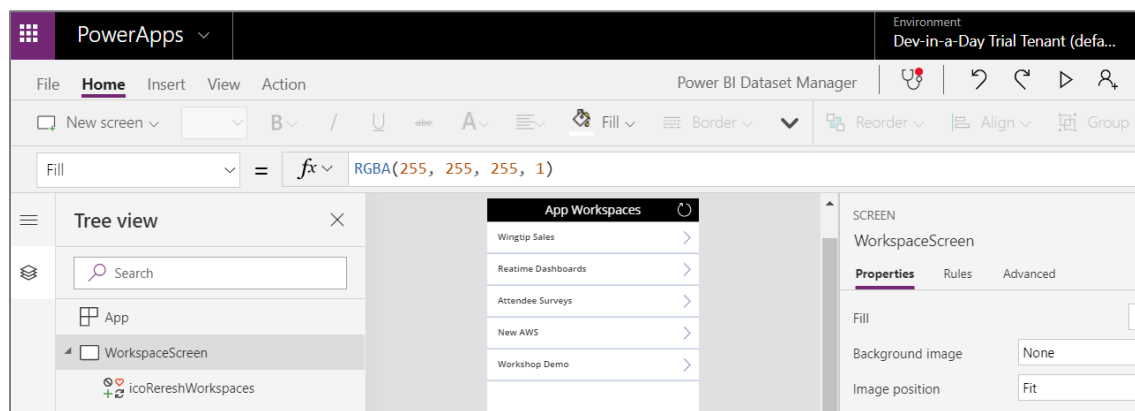 PowerApps
Environment
Dev-in-a-Day Trial Tenant (defa...
File Home Insert View Action
Power BI Dataset Manager
New screen B / U abc A Fill Border Reorder Align Group
Fill = fx RGBA(255, 255, 255, 1)
Tree view
Search
App
WorkspaceScreen
icoRereshWorkspaces
App Workspaces
Wingtip Sales
Reatime Dashboards
Attendee Surveys
New AWS
Workshop Demo
SCREEN
WorkspaceScreen
Properties Rules Advanced
Fill
Background image None
Image position Fit